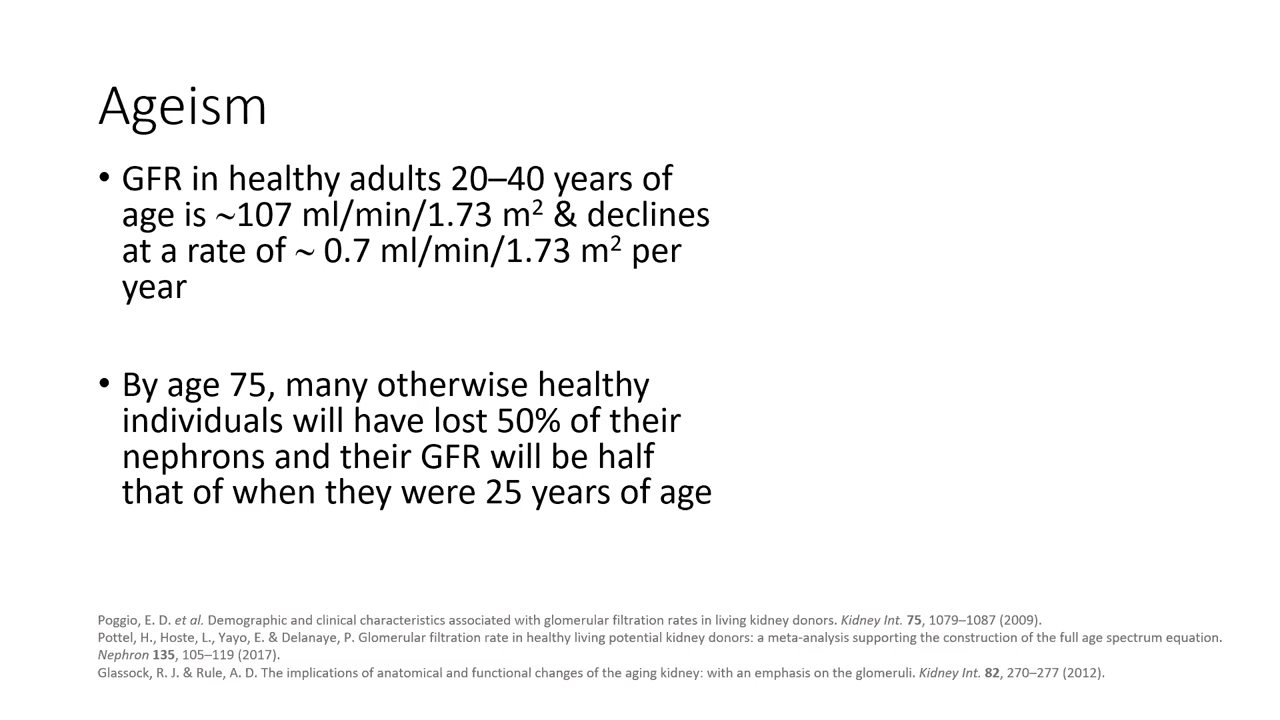 Ageism
• GFR in healthy adults 20–40 years of
age is ~107 ml/min/1.73 m² & declines
at a rate of ~ 0.7 ml/min/1.73 m² per
year
• By age 75, many otherwise healthy
individuals will have lost 50% of their
nephrons and their GFR will be half
that of when they were 25 years of age
Poggio, E. D. et al. Demographic and clinical characteristics associated with glomerular filtration rates in living kidney donors. Kidney Int. 75, 1079–1087 (2009).
Pottel, H., Hoste, L., Yayo, E. & Delanaye, P. Glomerular filtration rate in healthy living potential kidney donors: a meta-analysis supporting the construction of the full age spectrum equation.
Nephron 135, 105–119 (2017).
Glassock, R. J. & Rule, A. D. The implications of anatomical and functional changes of the aging kidney: with an emphasis on the glomeruli. Kidney Int. 82, 270–277 (2012).